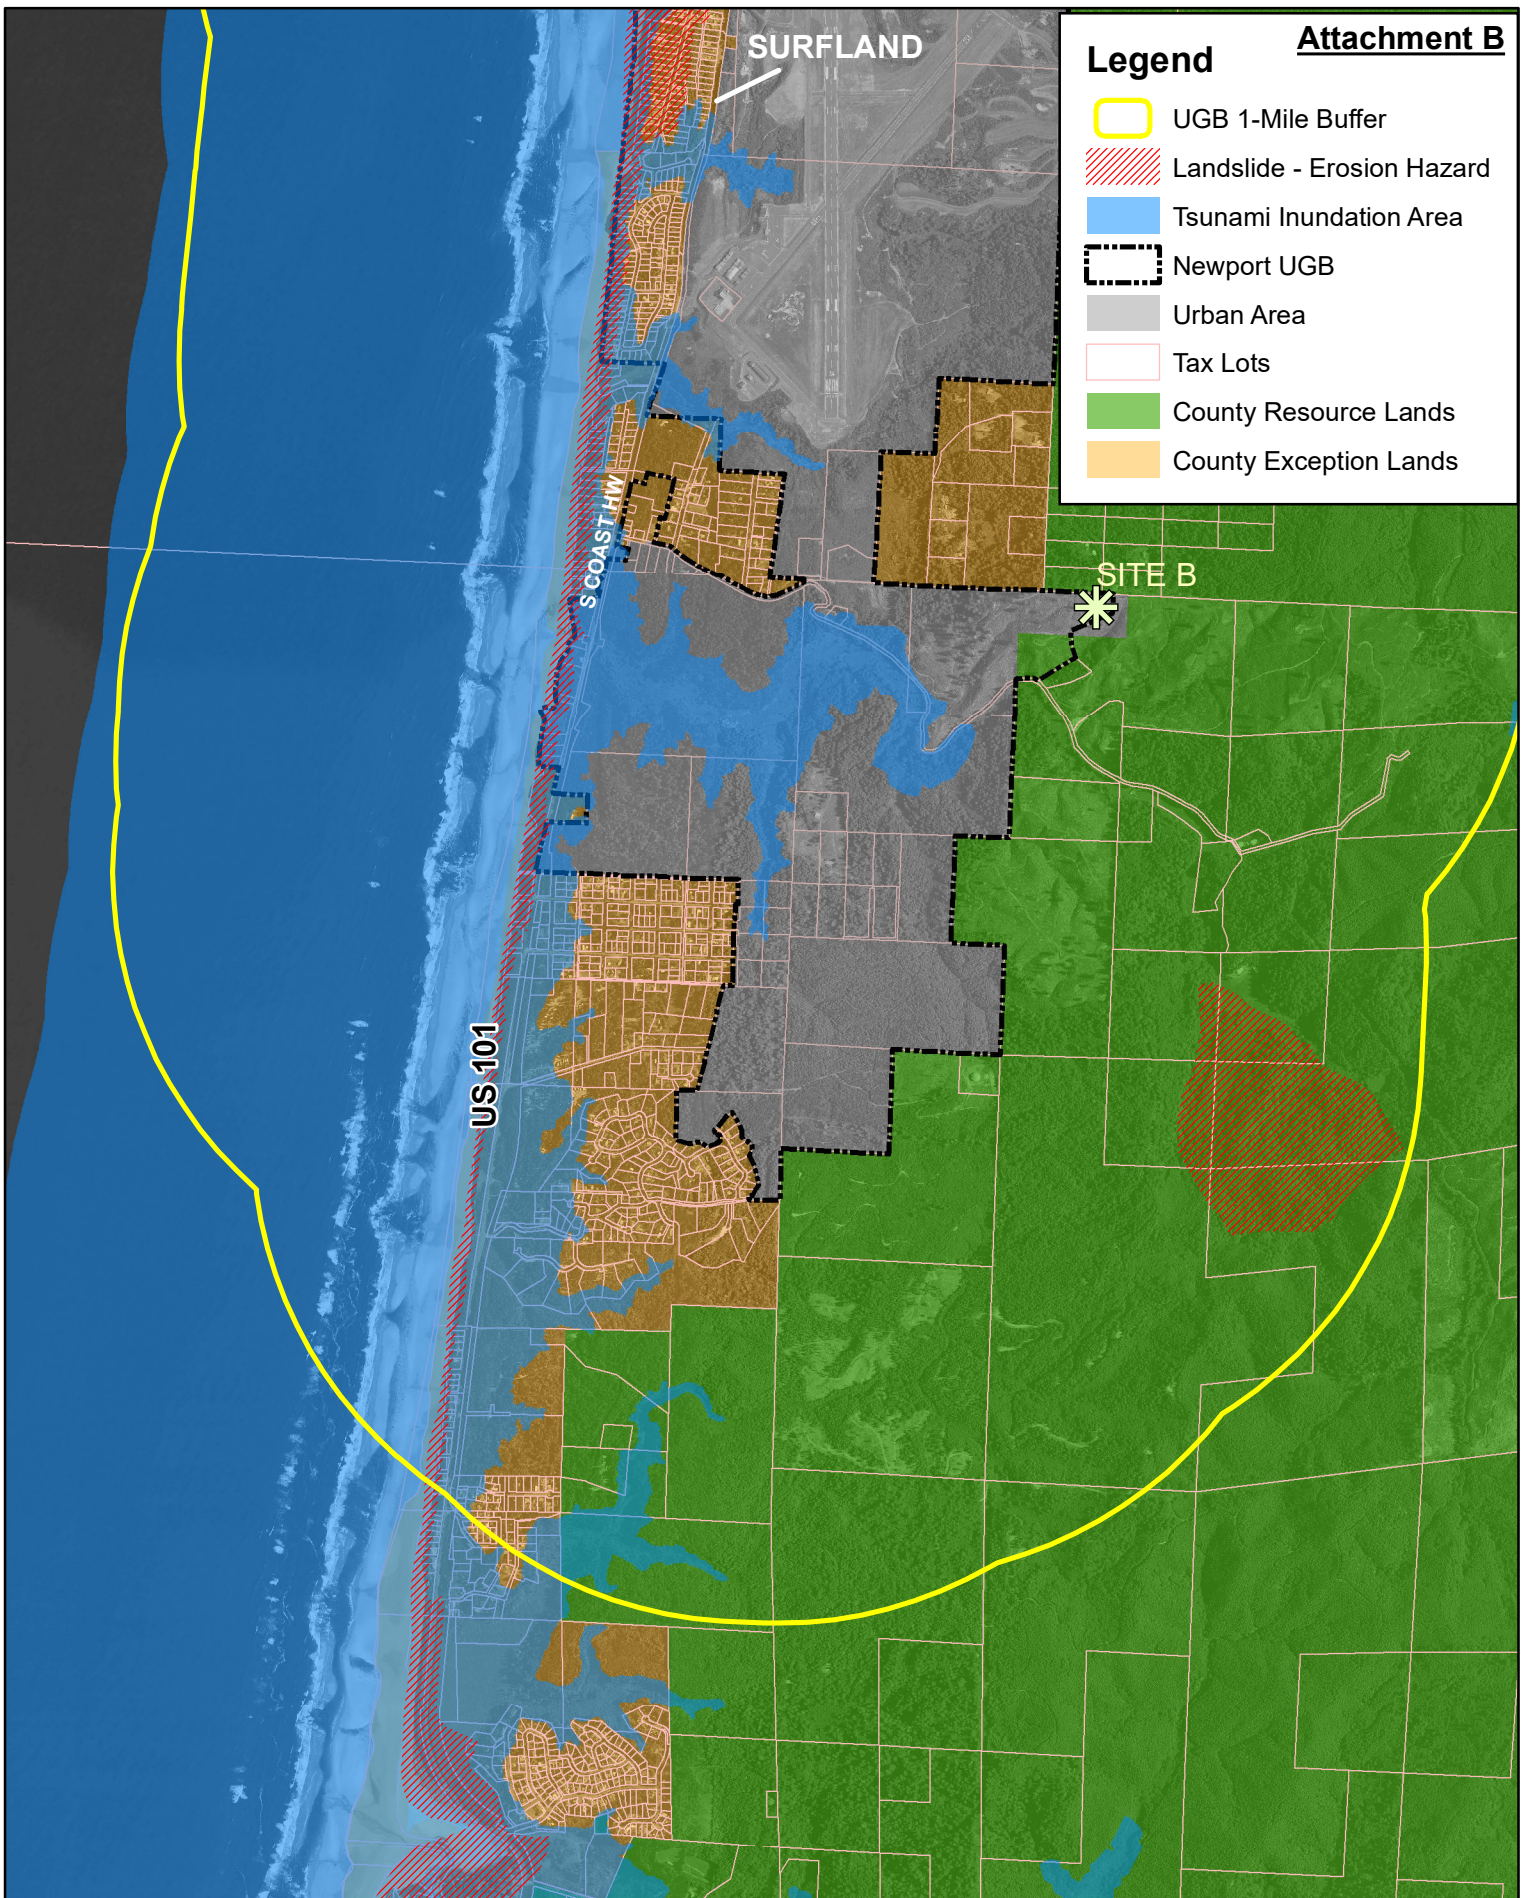 Attachment B
Legend
UGB 1-Mile Buffer
Landslide - Erosion Hazard
Tsunami Inundation Area
Newport UGB
Urban Area
Tax Lots
County Resource Lands
County Exception Lands
SURFLAND
S COAST HW
SITE B
US 101